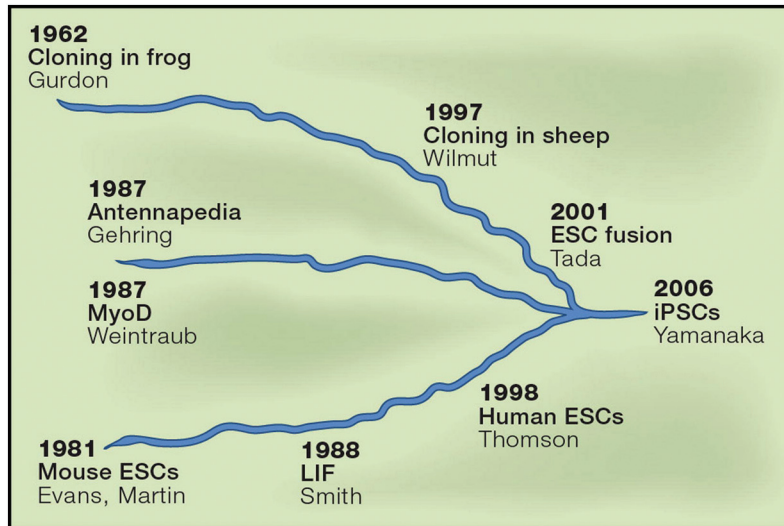 1962
Cloning in frog
Gurdon
1997
Cloning in sheep
Wilmut
1987
Antennapedia
Gehring
2001
ESC fusion
Tada
1987
MyoD
Weintraub
2006
iPSCs
Yamanaka
1998
Human ESCs
Thomson
1981
Mouse ESCs
Evans, Martin
1988
LIF
Smith